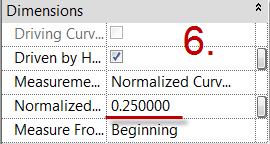 Dimensions
Driving Curv...
6.
Driven by H...
Measureme... Normalized Curv...
Normalized... 0.250000
Measure Fro... Beginning